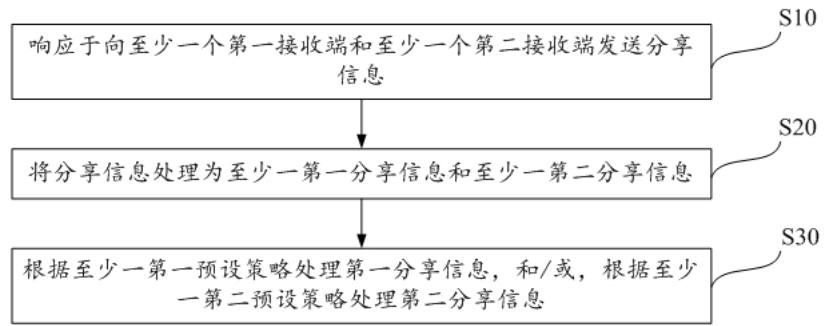 S10
响应于向至少一个第一接收端和至少一个第二接收端发送分享
信息
S20
将分享信息处理为至少一第一分享信息和至少一第二分享信息
S30
根据至少一第一预设策略处理第一分享信息，和/或，根据至少
一第二预设策略处理第二分享信息